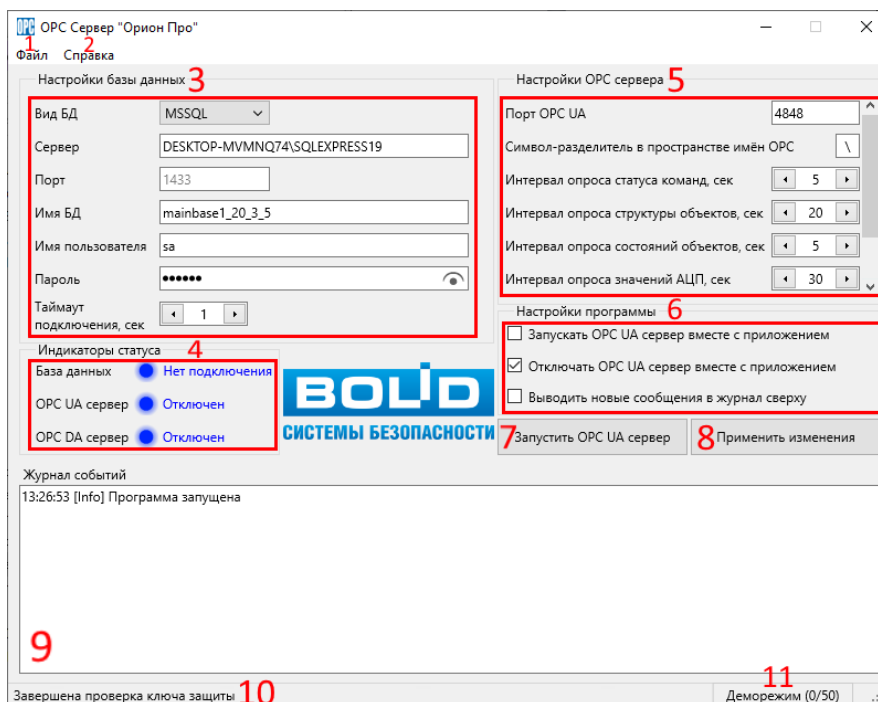 OPC OPC Сервер "Орион Про"
1 2
Файл Справка
Настройки базы данных 3
Вид БД MSSQL
Сервер DESKTOP-MVMNQ74\SQLEXPRESS19
Порт 1433
Имя БД mainbase1_20_3_5
Имя пользователя sa
Пароль ••••••
Таймаут
подключения, сек 1
Настройки OPC сервера 5
Порт OPC UA 4848
Символ-разделитель в пространстве имён OPC \
Интервал опроса статуса команд, сек 5
Интервал опроса структуры объектов, сек 20
Интервал опроса состояний объектов, сек 5
Интервал опроса значений АЦП, сек 30
Индикаторы статуса 4
База данных Нет подключения
OPC UA сервер Отключен
OPC DA сервер Отключен
BOLID
СИСТЕМЫ БЕЗОПАСНОСТИ
Настройки программы 6
Запускать OPC UA сервер вместе с приложением
Отключать OPC UA сервер вместе с приложением
Выводить новые сообщения в журнал сверху
7 Запустить OPC UA сервер
8 Применить изменения
Журнал событий
13:26:53 [Info] Программа запущена
9
Завершена проверка ключа защиты 10
11
Деморежим (0/50)